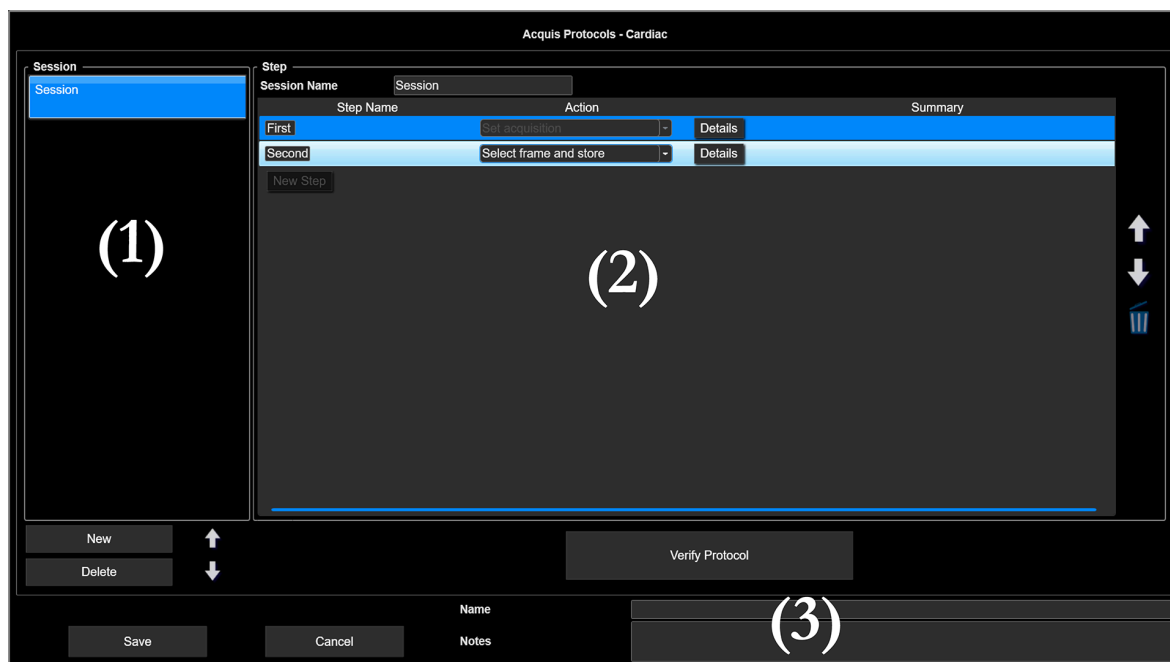 Acquis Protocols - Cardiac
Session
Session
(1)
New
Delete
Step
Session Name Session
Step Name Action Summary
First Set acquisition Details
Second Select frame and store Details
New Step
(2)
Verify Protocol
Name
Notes
(3)
Save Cancel